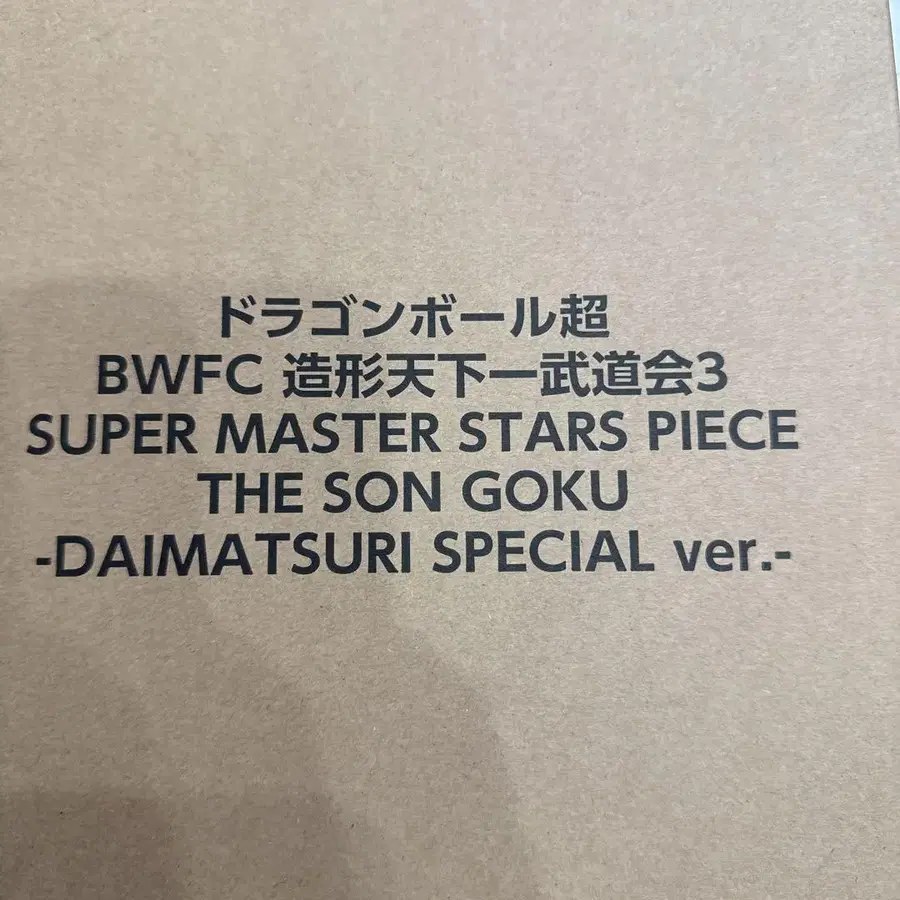 ドラゴンボール超
BWFC 造形天下一武道会3
SUPER MASTER STARS PIECE
THE SON GOKU
-DAIMATSURI SPECIAL ver.-